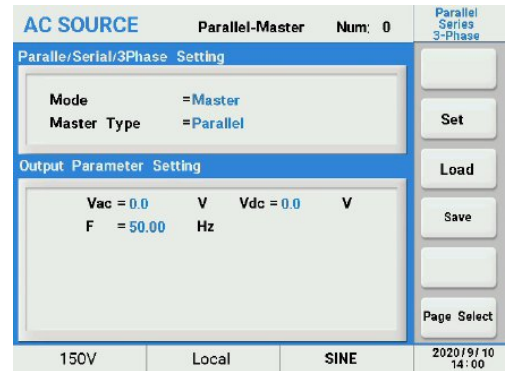 AC SOURCE Parallel-Master Num: 0
Parallel
Series
3-Phase
Paralle/Serial/3Phase Setting
Mode =Master
Master Type =Parallel
Set
Output Parameter Setting
Load
Vac = 0.0 V Vdc = 0.0 V
F = 50.00 Hz
Save
Page Select
150V Local SINE
2020/9/10
14:00